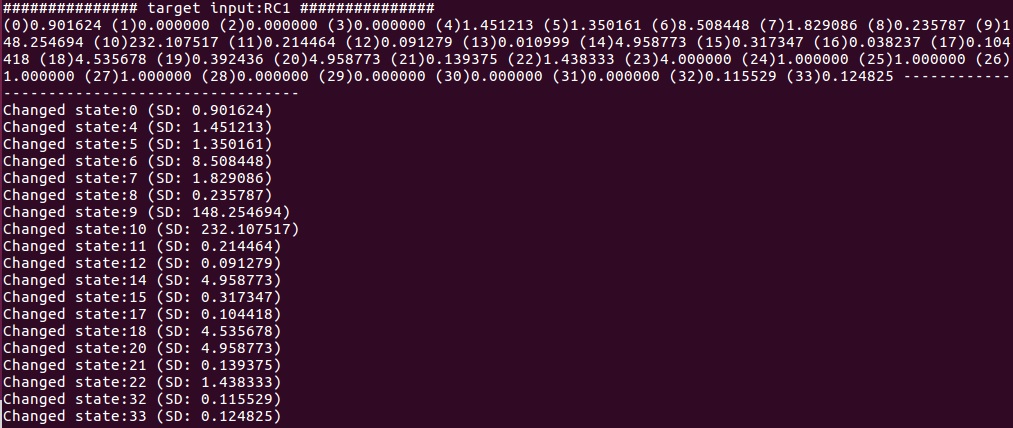 ############### target input:RC1 ###############
(0)0.901624 (1)0.000000 (2)0.000000 (3)0.000000 (4)1.451213 (5)1.350161 (6)8.508448 (7)1.829086 (8)0.235787 (9)1
48.254694 (10)232.107517 (11)0.214464 (12)0.091279 (13)0.010999 (14)4.958773 (15)0.317347 (16)0.038237 (17)0.104
418 (18)4.535678 (19)0.392436 (20)4.958773 (21)0.139375 (22)1.438333 (23)4.000000 (24)1.000000 (25)1.000000 (26)
1.000000 (27)1.000000 (28)0.000000 (29)0.000000 (30)0.000000 (31)0.000000 (32)0.115529 (33)0.124825 ------------
---------------------------------
Changed state:0 (SD: 0.901624)
Changed state:4 (SD: 1.451213)
Changed state:5 (SD: 1.350161)
Changed state:6 (SD: 8.508448)
Changed state:7 (SD: 1.829086)
Changed state:8 (SD: 0.235787)
Changed state:9 (SD: 148.254694)
Changed state:10 (SD: 232.107517)
Changed state:11 (SD: 0.214464)
Changed state:12 (SD: 0.091279)
Changed state:14 (SD: 4.958773)
Changed state:15 (SD: 0.317347)
Changed state:17 (SD: 0.104418)
Changed state:18 (SD: 4.535678)
Changed state:20 (SD: 4.958773)
Changed state:21 (SD: 0.139375)
Changed state:22 (SD: 1.438333)
Changed state:32 (SD: 0.115529)
Changed state:33 (SD: 0.124825)